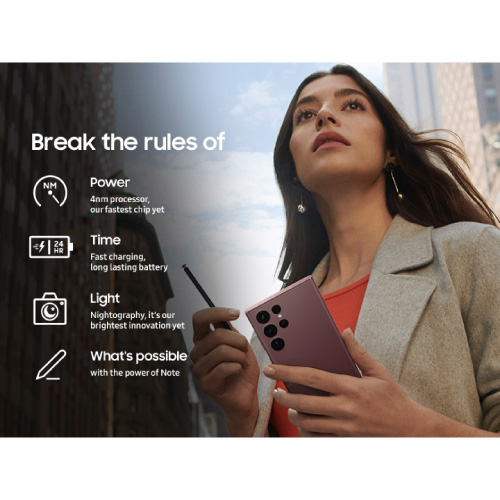 Break the rules of
NM
Power
4nm processor,
our fastest chip yet
24
HR
Time
Fast charging,
long lasting battery
Light
Nightography, it's our
brightest innovation yet
What's possible
with the power of Note